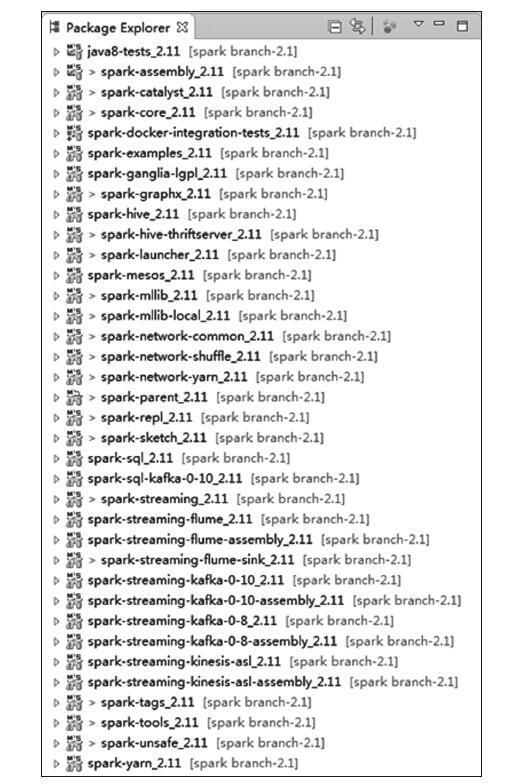 Package Explorer
java8-tests_2.11 [spark branch-2.1]
> spark-assembly_2.11 [spark branch-2.1]
> spark-catalyst_2.11 [spark branch-2.1]
> spark-core_2.11 [spark branch-2.1]
spark-docker-integration-tests_2.11 [spark branch-2.1]
spark-examples_2.11 [spark branch-2.1]
spark-ganglia-lgpl_2.11 [spark branch-2.1]
> spark-graphx_2.11 [spark branch-2.1]
spark-hive_2.11 [spark branch-2.1]
> spark-hive-thriftserver_2.11 [spark branch-2.1]
> spark-launcher_2.11 [spark branch-2.1]
spark-mesos_2.11 [spark branch-2.1]
> spark-mllib_2.11 [spark branch-2.1]
> spark-mllib-local_2.11 [spark branch-2.1]
> spark-network-common_2.11 [spark branch-2.1]
> spark-network-shuffle_2.11 [spark branch-2.1]
> spark-network-yarn_2.11 [spark branch-2.1]
> spark-parent_2.11 [spark branch-2.1]
> spark-repl_2.11 [spark branch-2.1]
> spark-sketch_2.11 [spark branch-2.1]
spark-sql_2.11 [spark branch-2.1]
spark-sql-kafka-0-10_2.11 [spark branch-2.1]
> spark-streaming_2.11 [spark branch-2.1]
spark-streaming-flume_2.11 [spark branch-2.1]
spark-streaming-flume-assembly_2.11 [spark branch-2.1]
> spark-streaming-flume-sink_2.11 [spark branch-2.1]
spark-streaming-kafka-0-10_2.11 [spark branch-2.1]
spark-streaming-kafka-0-10-assembly_2.11 [spark branch-2.1]
spark-streaming-kafka-0-8_2.11 [spark branch-2.1]
spark-streaming-kafka-0-8-assembly_2.11 [spark branch-2.1]
spark-streaming-kinesis-asl_2.11 [spark branch-2.1]
spark-streaming-kinesis-asl-assembly_2.11 [spark branch-2.1]
> spark-tags_2.11 [spark branch-2.1]
> spark-tools_2.11 [spark branch-2.1]
> spark-unsafe_2.11 [spark branch-2.1]
spark-yarn_2.11 [spark branch-2.1]